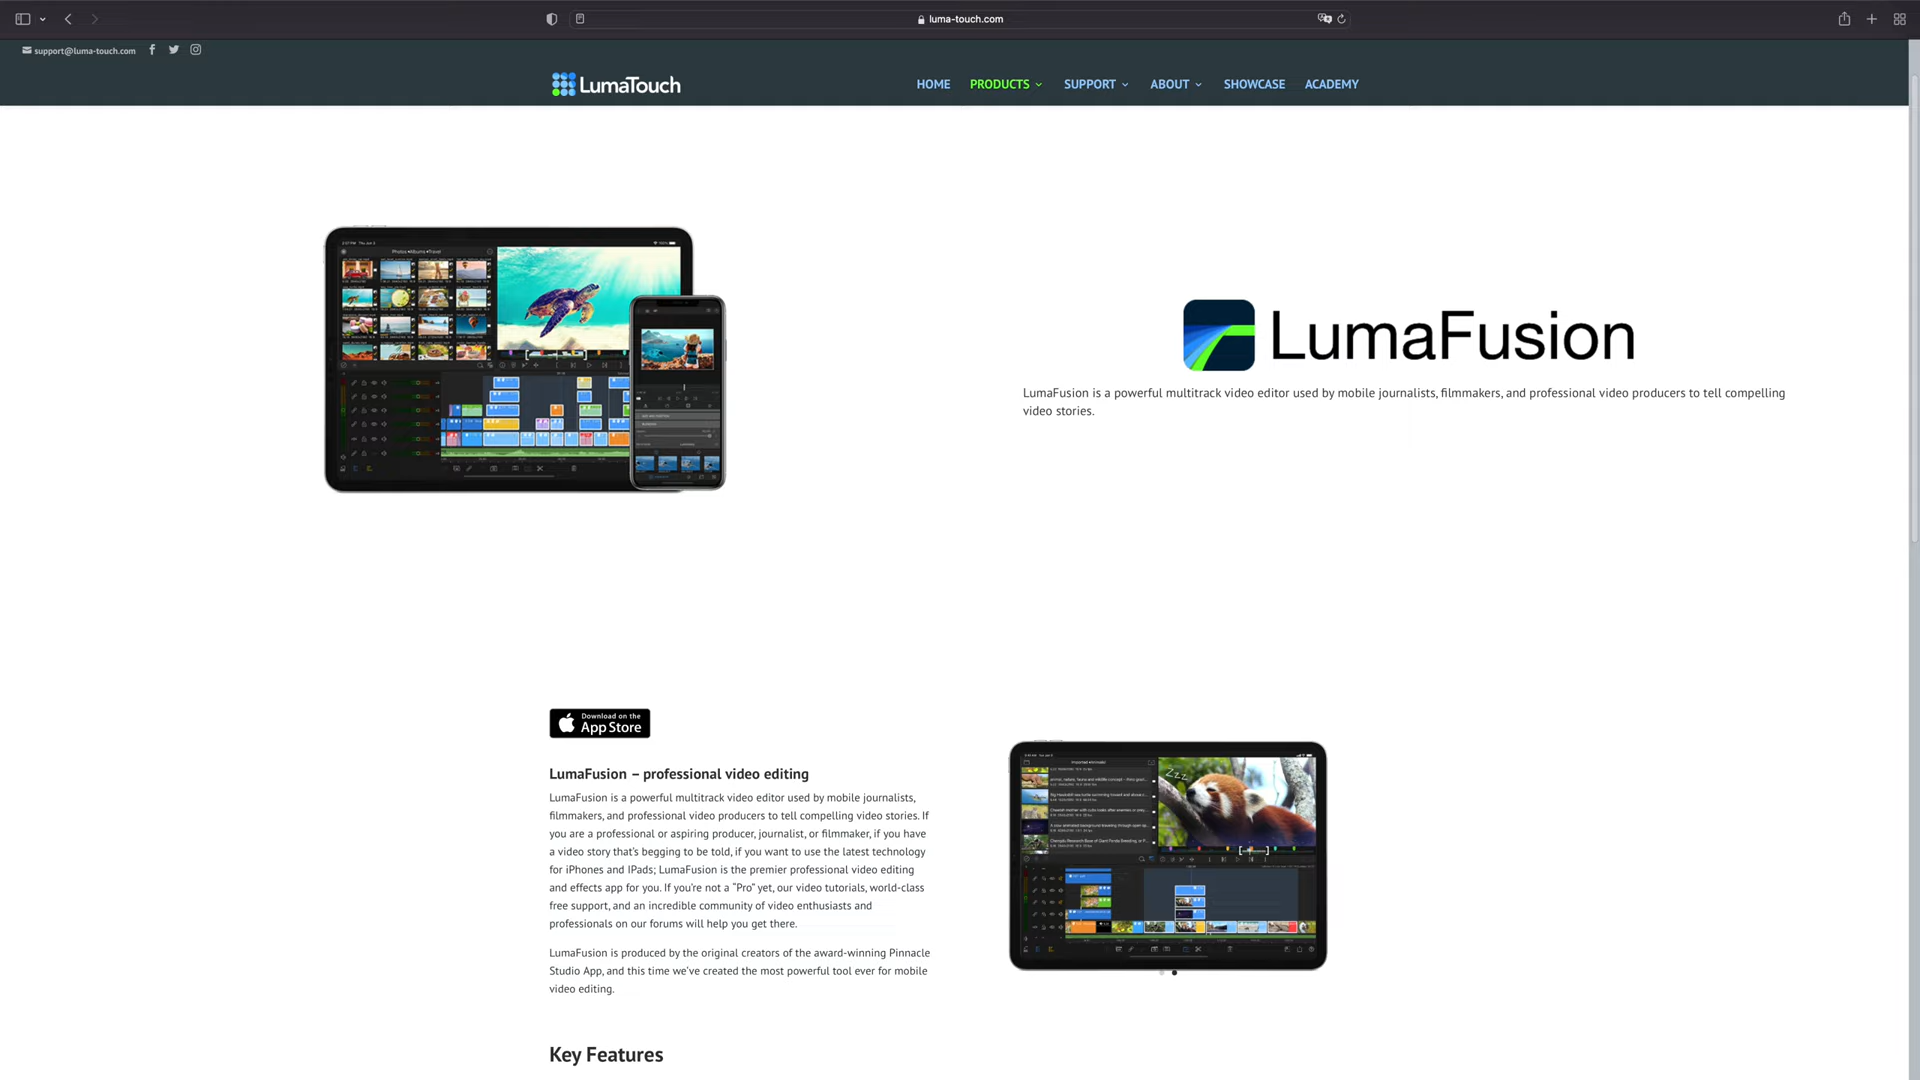 luma-touch.com
support@luma-touch.com
LumaTouch
HOME PRODUCTS SUPPORT ABOUT SHOWCASE ACADEMY
Photos •Albums •Travel
LumaFusion
LumaFusion is a powerful multitrack video editor used by mobile journalists, filmmakers, and professional video producers to tell compelling
video stories.
Download on the
App Store
LumaFusion – professional video editing
LumaFusion is a powerful multitrack video editor used by mobile journalists,
filmmakers, and professional video producers to tell compelling video stories. If
you are a professional or aspiring producer, journalist, or filmmaker, if you have
a video story that’s begging to be told, if you want to use the latest technology
for iPhones and IPads; LumaFusion is the premier professional video editing
and effects app for you. If you’re not a “Pro” yet, our video tutorials, world-class
free support, and an incredible community of video enthusiasts and
professionals on our forums will help you get there.
LumaFusion is produced by the original creators of the award-winning Pinnacle
Studio App, and this time we’ve created the most powerful tool ever for mobile
video editing.
Zzz
Key Features